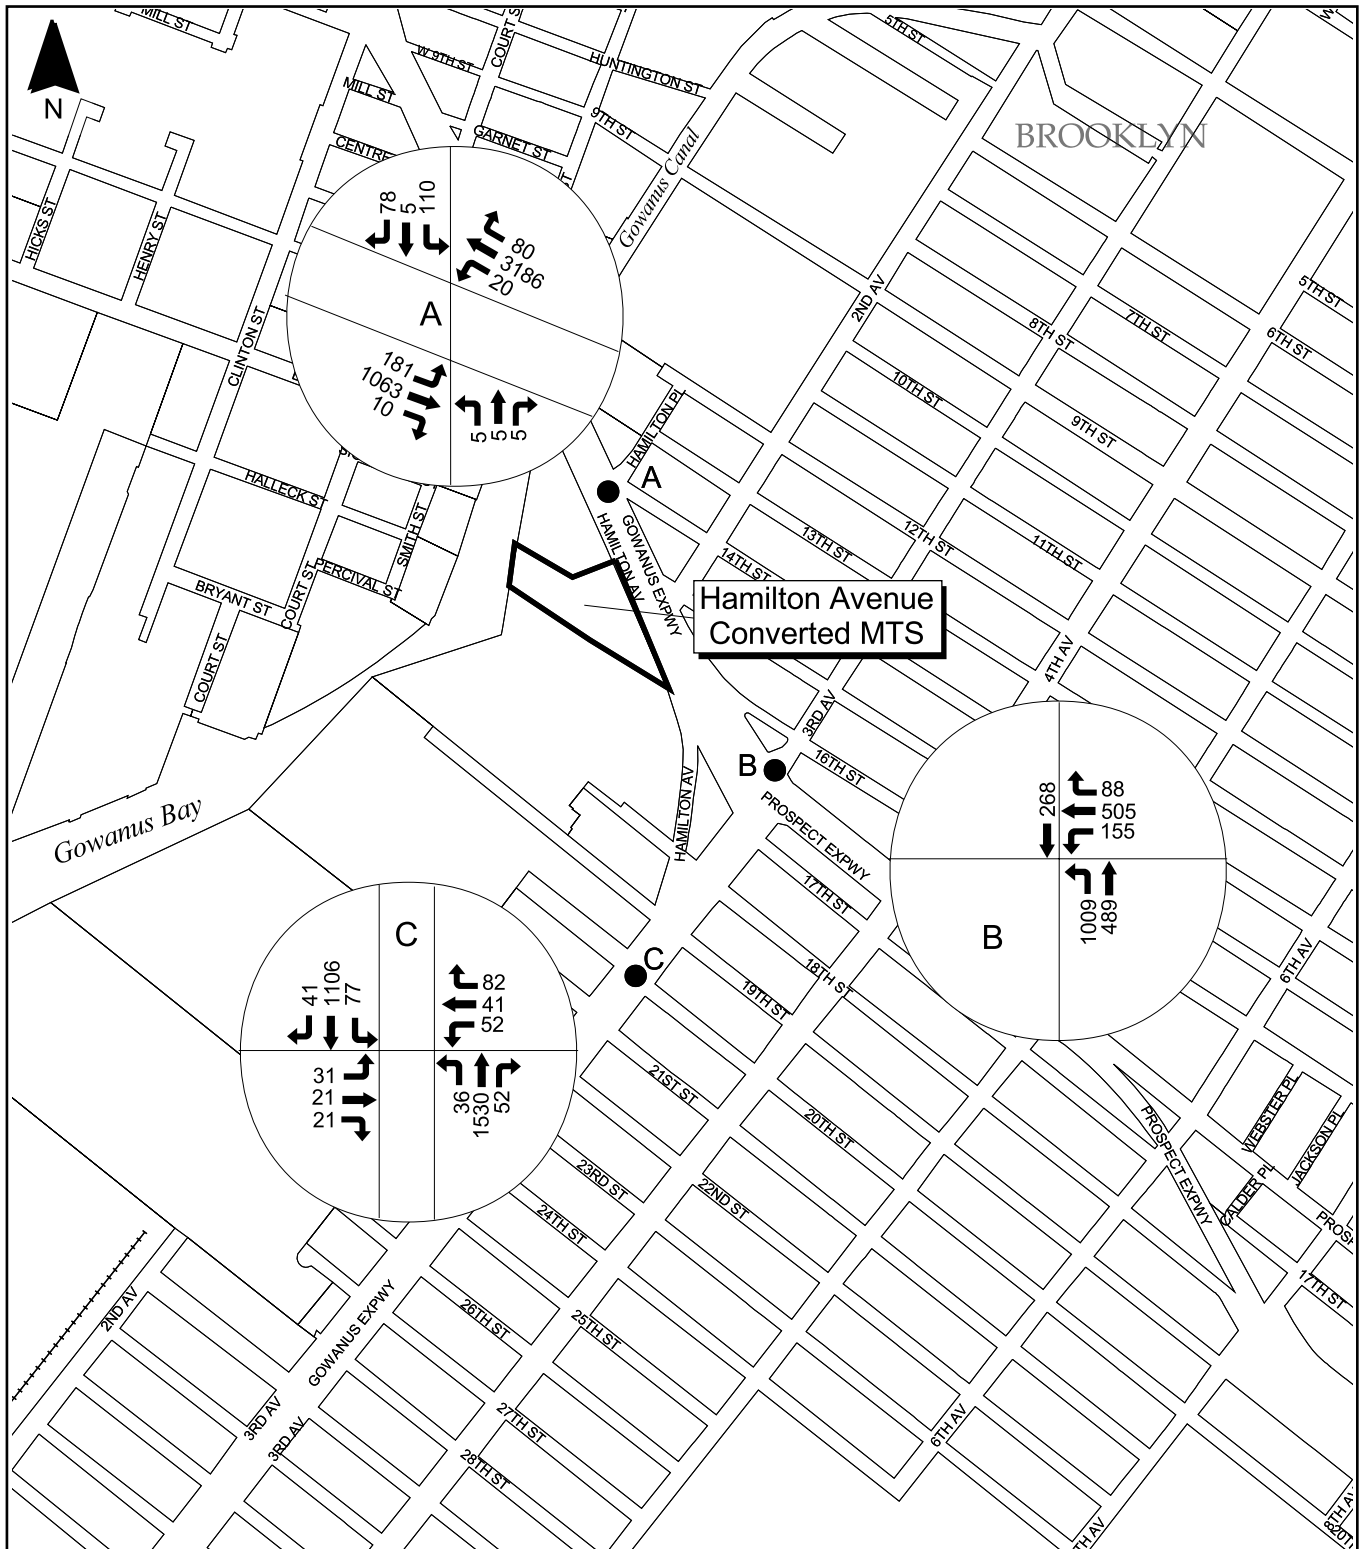 MILL ST
W 9TH ST
COURT S
HUNTINGTON ST
5TH ST
N
MILL ST
GARNET ST
9TH ST
CENTRE
Gowanus Canal
BROOKLYN
HICKS ST
HENRY ST
CLINTON ST
78
5
110
80
3186
20
A
181
1063
10
5
5
5
2ND AV
5TH ST
6TH ST
7TH ST
8TH ST
9TH ST
10TH ST
11TH ST
12TH ST
13TH ST
14TH ST
HAMILTON PL
A
HALLECK ST
SMITH ST
PERCIVAL ST
BRYANT ST
COURT ST
COURT ST
HAMILTON AV
GOWANUS EXPWY
Hamilton Avenue
Converted MTS
4TH AV
3RD AV
16TH ST
B
PROSPECT EXPWY
HAMILTON AV
Gowanus Bay
17TH ST
18TH ST
19TH ST
268
88
505
155
1009
489
B
6TH AV
C
C
41
1106
77
82
41
52
31
21
21
36
1530
52
21ST ST
20TH ST
22ND ST
23RD ST
24TH ST
25TH ST
26TH ST
27TH ST
28TH ST
WEBSTER PL
JACKSON PL
CALDER PL
PROSPECT EXPWY
PROSP
17TH ST
2ND AV
GOWANUS EXPWY
3RD AV
3RD AV
6TH AV
TH AV
8TH AV
20T